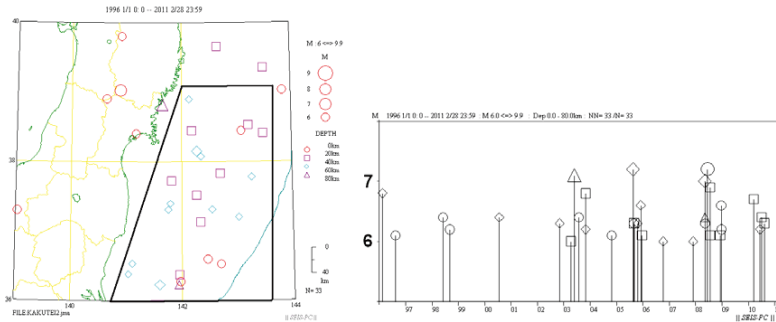 1996 1/1 0: 0 -- 2011 2/28 23:59
40
38
36
140
142
144
M : 6 <=> 9.9
M
9
8
7
6
DEPTH
0km
20km
40km
60km
80km
0
40
km
N= 33
FILE:KAKUTEI2.jma
|| SEIS-PC ||
M 1996 1/1 0: 0 -- 2011 2/28 23:59 : M 6.0 <=> 9.9 : Dep 0.0 - 80.0km : NN= 33 /N= 33
7
6
97 98 99 00 01 02 03 04 05 06 07 08 09 10
|| SEIS-PC ||